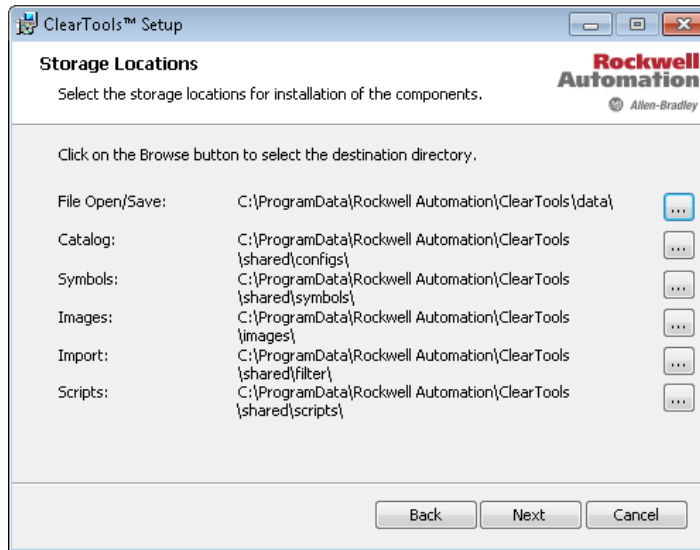 ClearTools™ Setup
Storage Locations
Select the storage locations for installation of the components.
Rockwell
Automation
Allen-Bradley
Click on the Browse button to select the destination directory.
File Open/Save: C:\ProgramData\Rockwell Automation\ClearTools\data\ ...
Catalog: C:\ProgramData\Rockwell Automation\ClearTools ...
\shared\configs\
Symbols: C:\ProgramData\Rockwell Automation\ClearTools ...
\shared\symbols\
Images: C:\ProgramData\Rockwell Automation\ClearTools ...
\images\
Import: C:\ProgramData\Rockwell Automation\ClearTools ...
\shared\filter\
Scripts: C:\ProgramData\Rockwell Automation\ClearTools ...
\shared\scripts\
Back Next Cancel